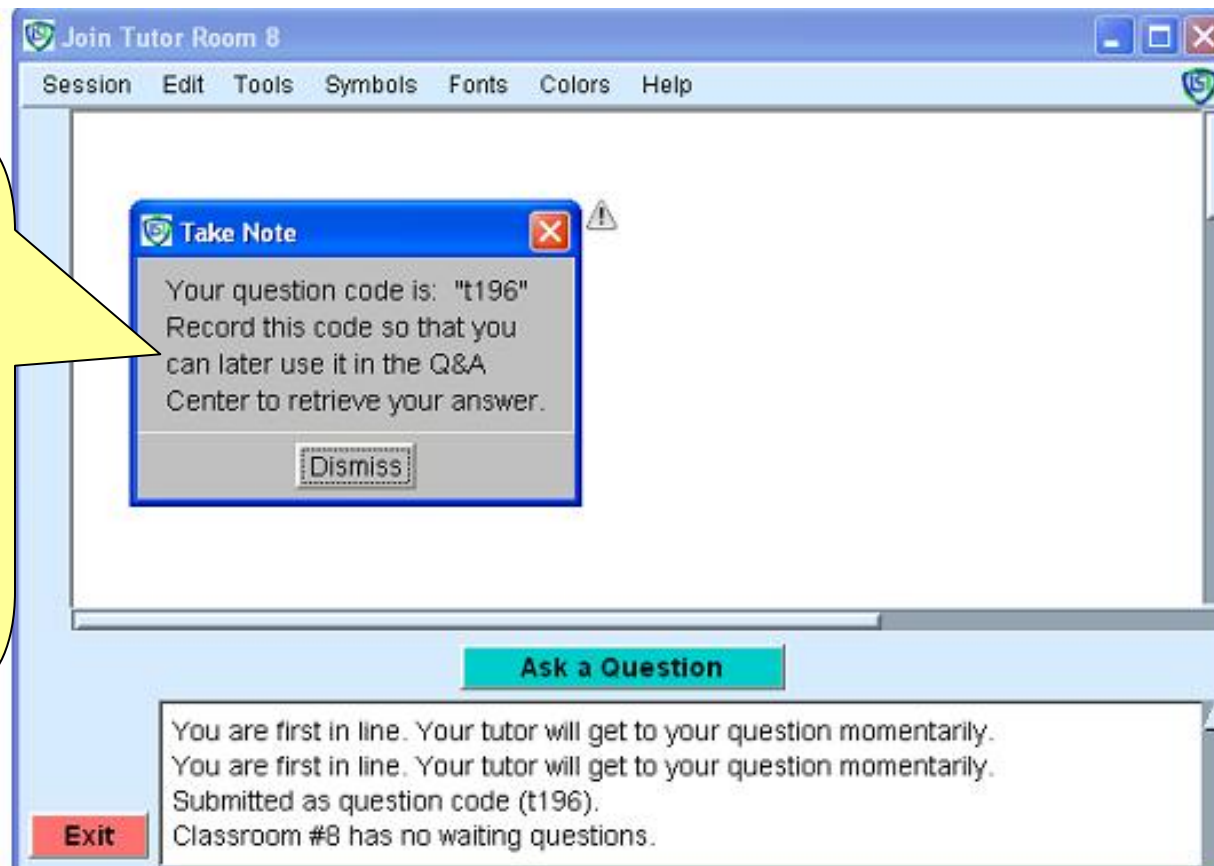 Join Tutor Room 8
Session Edit Tools Symbols Fonts Colors Help
Take Note
Your question code is: "t196"
Record this code so that you
can later use it in the Q&A
Center to retrieve your answer.
Dismiss
Ask a Question
You are first in line. Your tutor will get to your question momentarily.
You are first in line. Your tutor will get to your question momentarily.
Submitted as question code (t196).
Classroom #8 has no waiting questions.
Exit